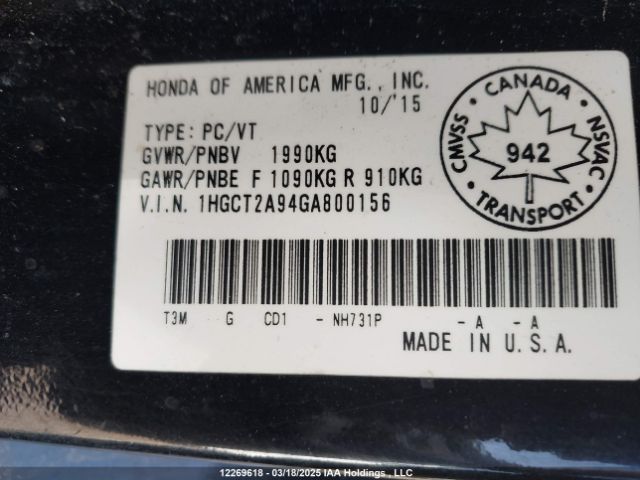 HONDA OF AMERICA MFG., INC.
10/'15
TYPE: PC/VT
GVWR/PNBV 1990KG
GAWR/PNBE F 1090KG R 910KG
V.I.N. 1HGCT2A94GA800156
CANADA
CMVSS
942
NSVAC
TRANSPORT
T3M G CD1 - NH731P - A - A
MADE IN U.S.A.
12269618 - 03/18/2025 IAA Holdings , LLC